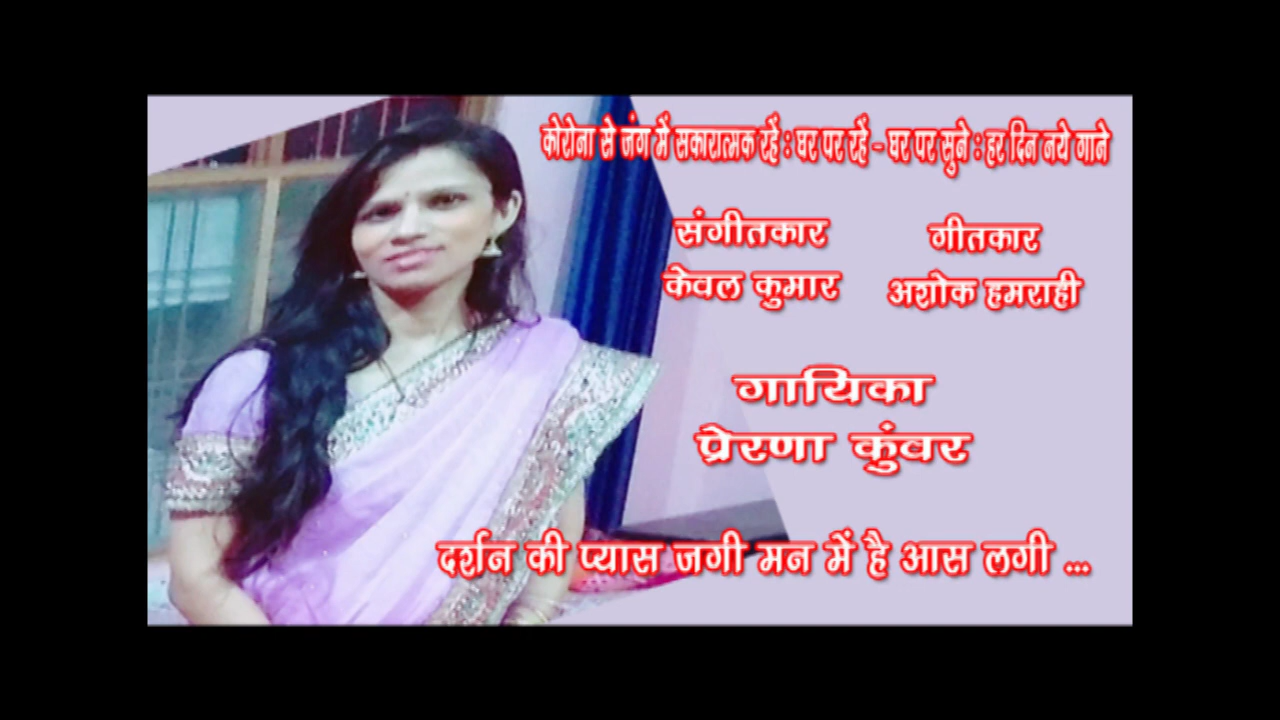 कोरोना से जंग में सकारात्मक रहें : घर पर रहें - घर पर सुने : हर दिन नये गाने
संगीतकार
केवल कुमार
गीतकार
अशोक हमराही
गायिका
प्रेरणा कुंवर
दर्शन की प्यास जगी मन में है आस लगी ...